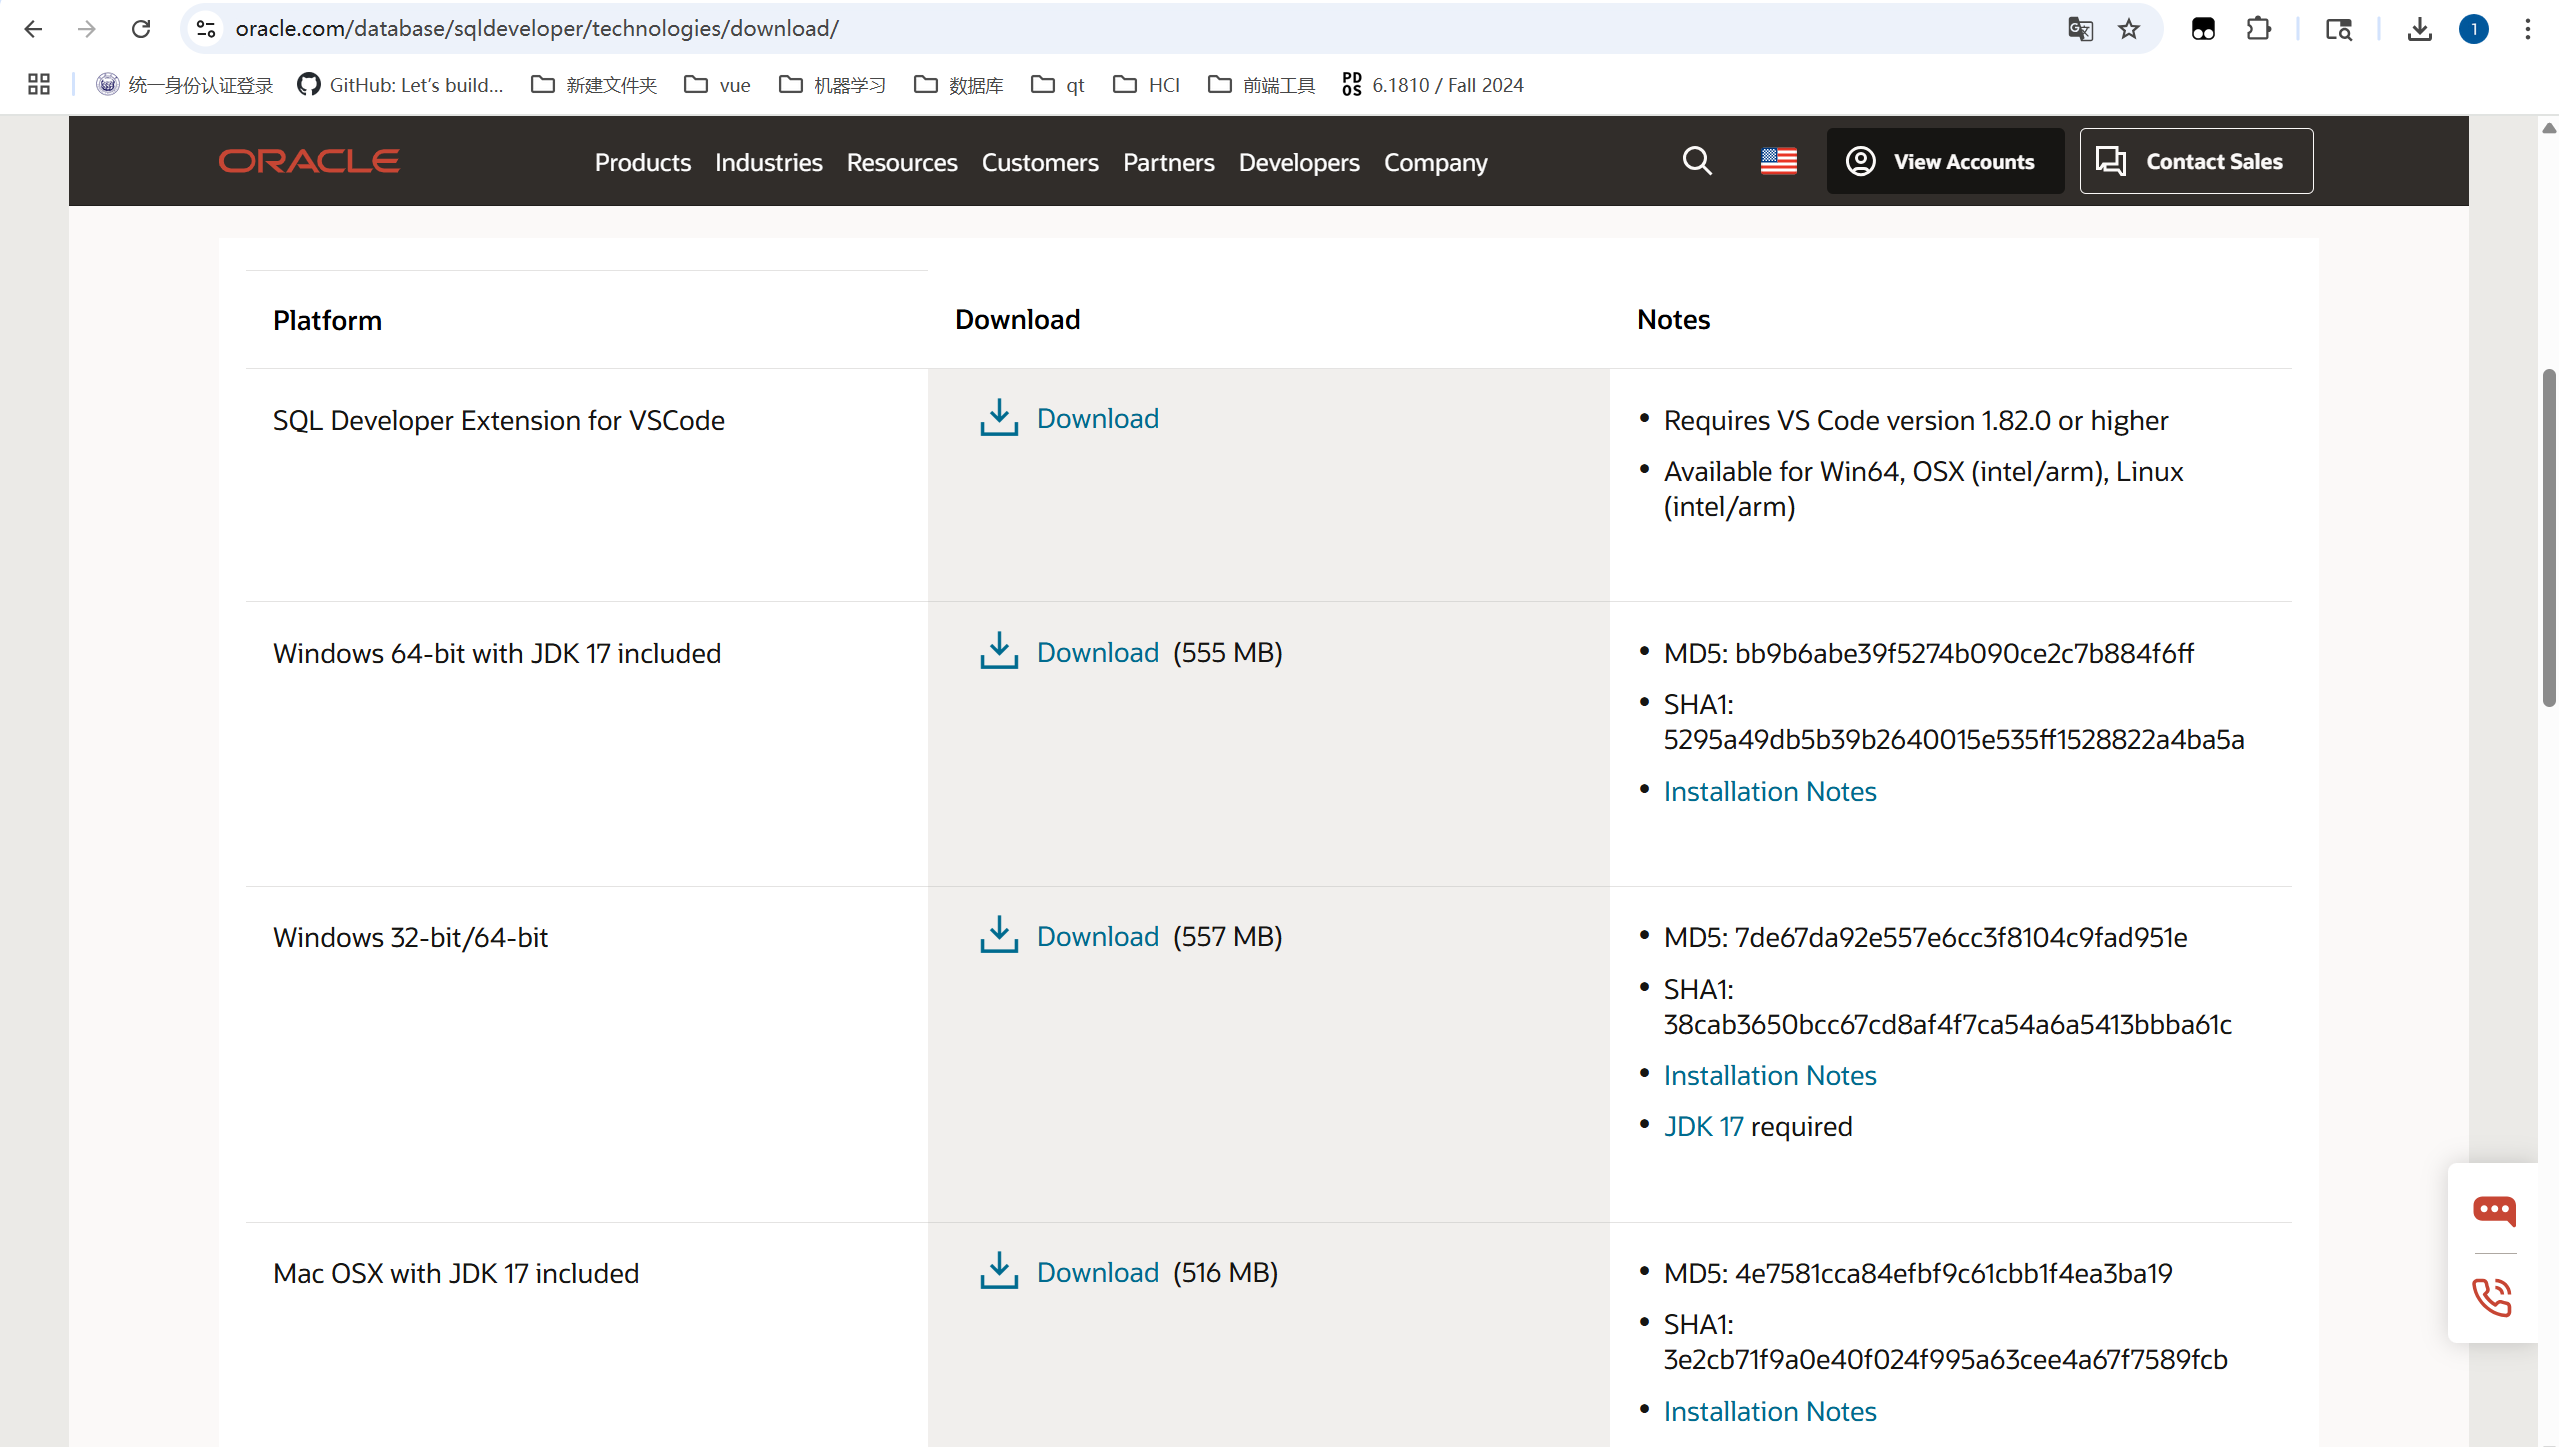 oracle.com/database/sqldeveloper/technologies/download/
1
统一身份认证登录
GitHub: Let's build...
新建文件夹
vue
机器学习
数据库
qt
HCI
前端工具
PDOS
6.1810 / Fall 2024
ORACLE
Products Industries Resources Customers Partners Developers Company
View Accounts
Contact Sales
Platform
Download
Notes
SQL Developer Extension for VSCode
Download
• Requires VS Code version 1.82.0 or higher
• Available for Win64, OSX (intel/arm), Linux
(intel/arm)
Windows 64-bit with JDK 17 included
Download (555 MB)
• MD5: bb9b6abe39f5274b090ce2c7b884f6ff
• SHA1:
5295a49db5b39b2640015e535ff1528822a4ba5a
• Installation Notes
Windows 32-bit/64-bit
Download (557 MB)
• MD5: 7de67da92e557e6cc3f8104c9fad951e
• SHA1:
38cab3650bcc67cd8af4f7ca54a6a5413bbba61c
• Installation Notes
• JDK 17 required
Mac OSX with JDK 17 included
Download (516 MB)
• MD5: 4e7581cca84efbf9c61cbb1f4ea3ba19
• SHA1:
3e2cb71f9a0e40f024f995a63cee4a67f7589fcb
• Installation Notes